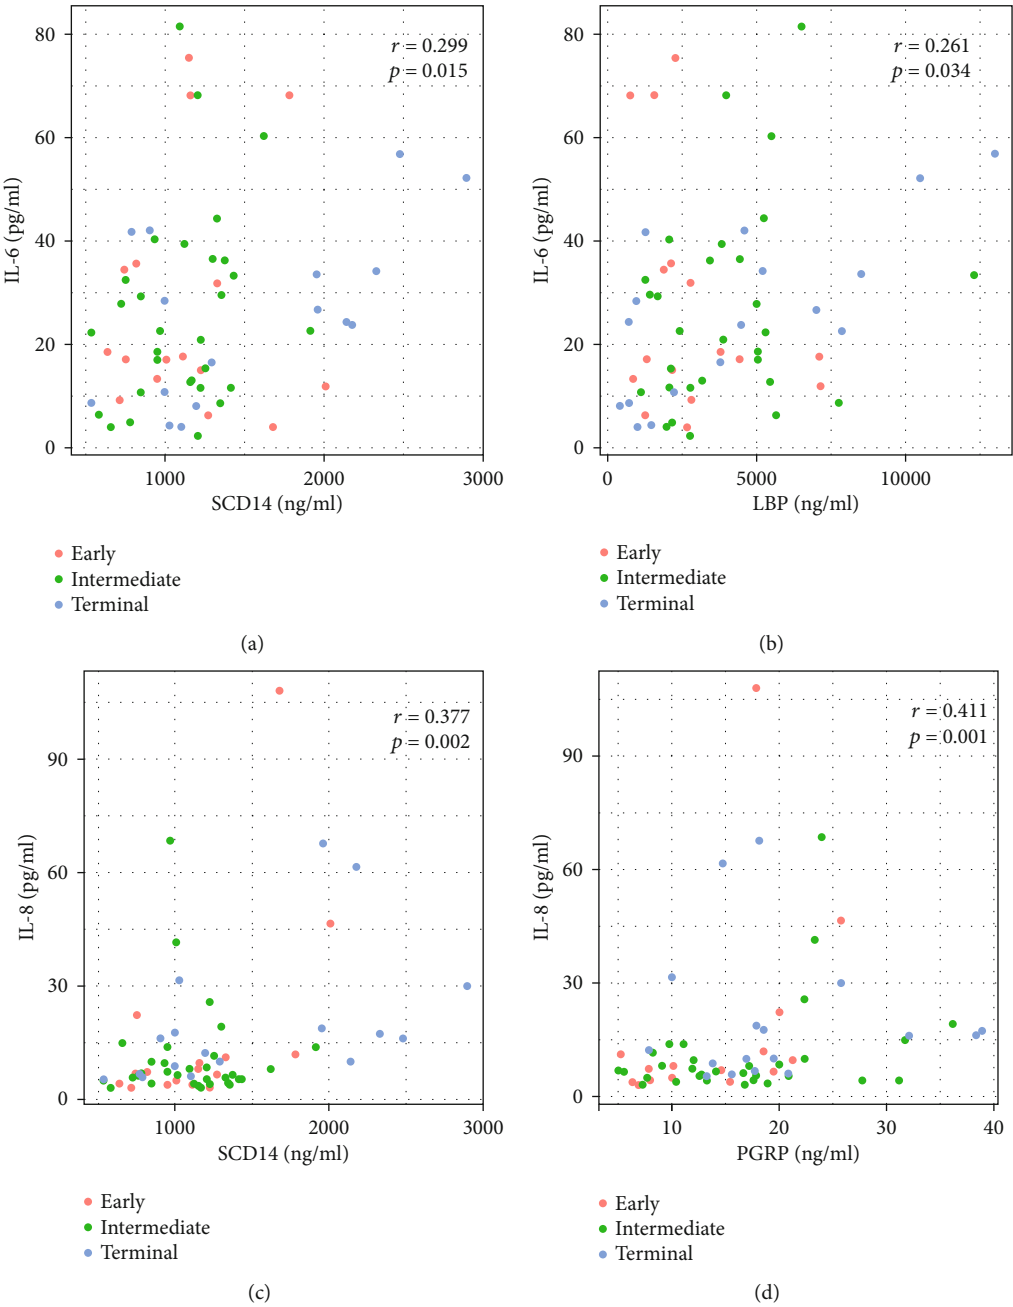 80
60
40
20
0
IL-6 (pg/ml)
r = 0.299
p = 0.015
1000 2000 3000
SCD14 (ng/ml)
Early
Intermediate
Terminal
(a)
80
60
40
20
0
IL-6 (pg/ml)
r = 0.261
p = 0.034
0 5000 10000
LBP (ng/ml)
Early
Intermediate
Terminal
(b)
90
60
30
0
IL-8 (pg/ml)
r = 0.377
p = 0.002
1000 2000 3000
SCD14 (ng/ml)
Early
Intermediate
Terminal
(c)
90
60
30
0
IL-8 (pg/ml)
r = 0.411
p = 0.001
10 20 30 40
PGRP (ng/ml)
Early
Intermediate
Terminal
(d)